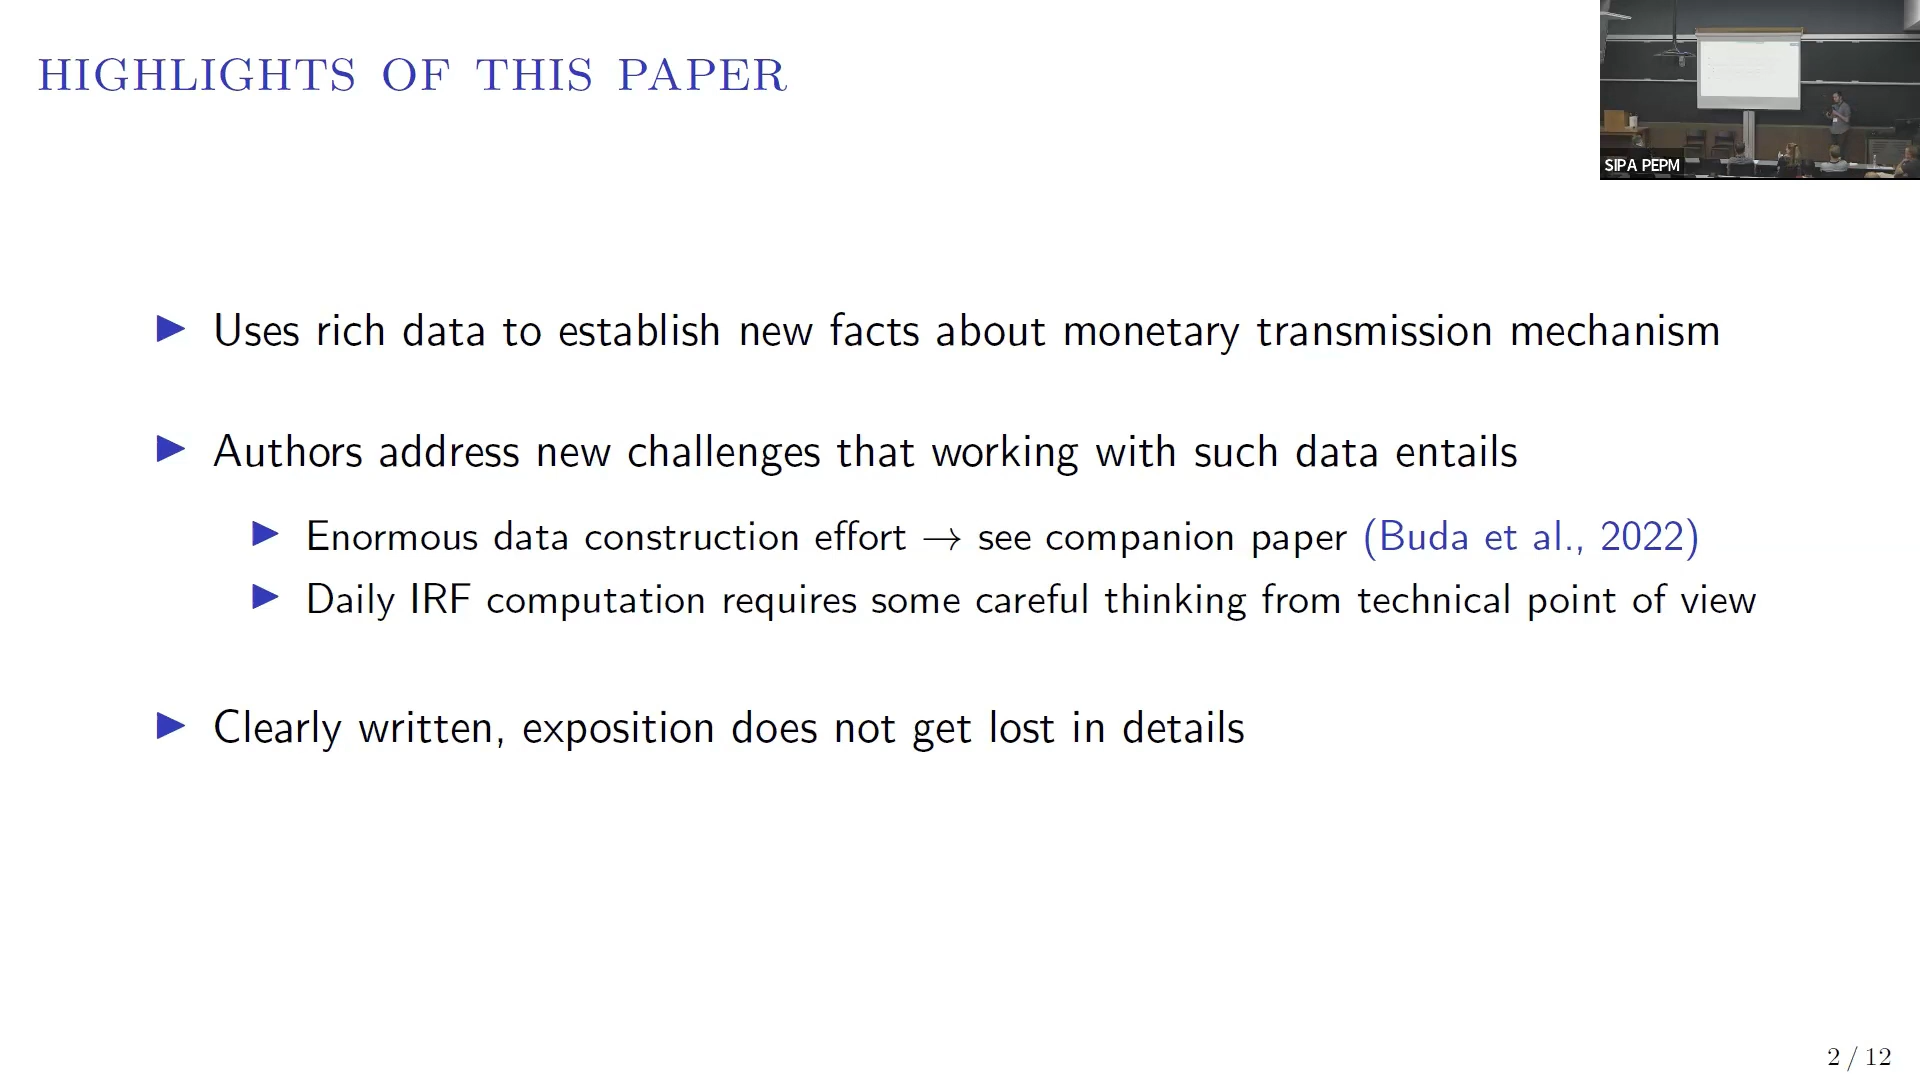 HIGHLIGHTS OF THIS PAPER
SIPA PEPM
▶ Uses rich data to establish new facts about monetary transmission mechanism
▶ Authors address new challenges that working with such data entails
▶ Enormous data construction effort → see companion paper (Buda et al., 2022)
▶ Daily IRF computation requires some careful thinking from technical point of view
▶ Clearly written, exposition does not get lost in details
2 / 12